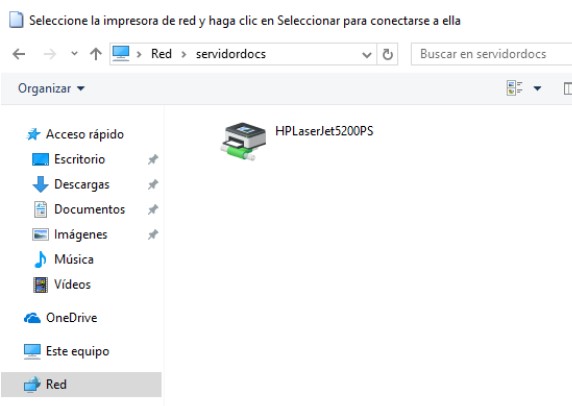 Seleccione la impresora de red y haga clic en Seleccionar para conectarse a ella
Red > servidordocs
Buscar en servidordocs
Organizar
Acceso rápido
Escritorio
Descargas
Documentos
Imágenes
Música
Vídeos
OneDrive
Este equipo
Red
HPLaserJet5200PS